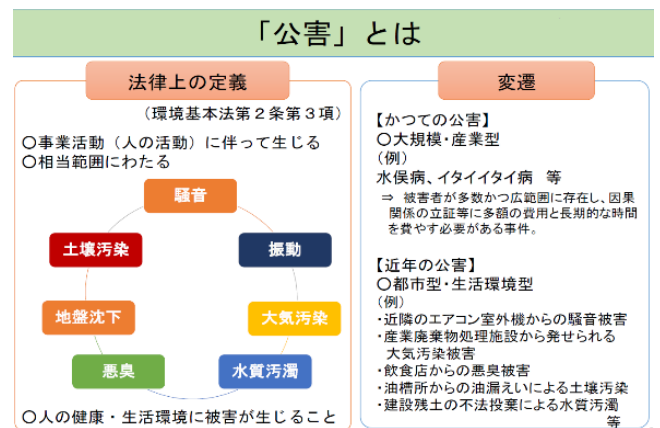 「公害」とは
法律上の定義
（環境基本法第２条第３項）
〇事業活動（人の活動）に伴って生じる
〇相当範囲にわたる
騒音
振動
大気汚染
水質汚濁
悪臭
地盤沈下
土壌汚染
〇人の健康・生活環境に被害が生じること
変遷
【かつての公害】
〇大規模・産業型
(例)
水俣病、イタイイタイ病　等
⇒　被害者が多数かつ広範囲に存在し、因果
関係の立証等に多額の費用と長期的な時間
を費やす必要がある事件。
【近年の公害】
〇都市型・生活環境型
(例)
・近隣のエアコン室外機からの騒音被害
・産業廃棄物処理施設から発せられる
大気汚染被害
・飲食店からの悪臭被害
・油槽所からの油漏えいによる土壌汚染
・建設残土の不法投棄による水質汚濁
等